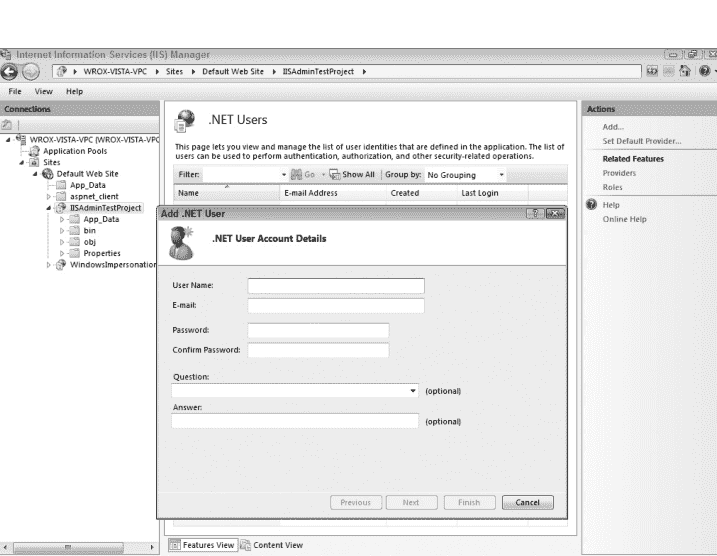 Internet Information Services (IIS) Manager
WROX-VISTA-VPC Sites Default Web Site IISAdminTestProject
File View Help
Connections
WROX-VISTA-VPC (WROX-VISTA-VPC
Application Pools
Sites
Default Web Site
App_Data
aspnet_client
IISAdminTestProject
App_Data
bin
obj
Properties
WindowsImpersonation
.NET Users
This page lets you view and manage the list of user identities that are defined in the application. The list of
users can be used to perform authentication, authorization, and other security-related operations.
Filter: Go Show All Group by: No Grouping
Name E-mail Address Created Last Login
Add .NET User
.NET User Account Details
User Name:
E-mail:
Password:
Confirm Password:
Question:
(optional)
Answer:
(optional)
Previous Next Finish Cancel
Features View Content View
Actions
Add...
Set Default Provider...
Related Features
Providers
Roles
Help
Online Help